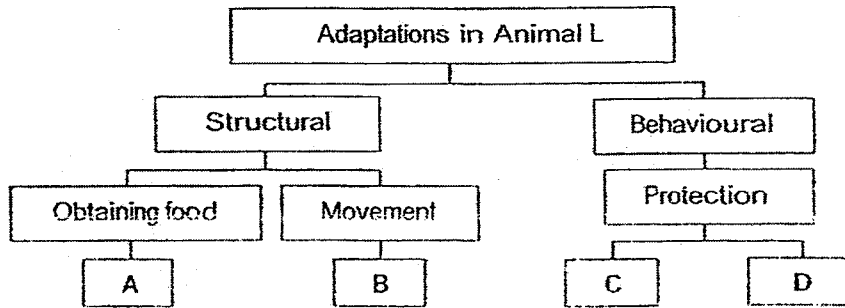 Adaptations in Animal L
Structural
Behavioural
Obtaining food
Movement
Protection
A
B
C
D